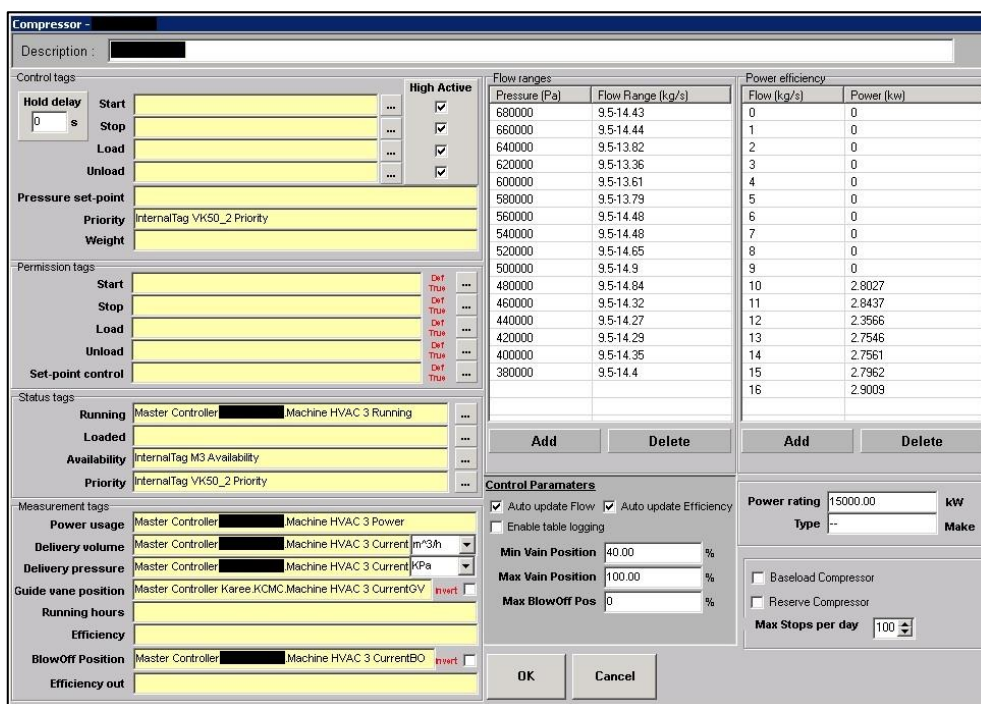 Compressor -
Description :
Control tags
High Active
Hold delay
0 s
Start ...
Stop ...
Load ...
Unload ...
Pressure set-point
Priority InternalTag VK50_2 Priority
Weight
Permission tags
Start Def True ...
Stop Def True ...
Load Def True ...
Unload Def True ...
Set-point control Def True ...
Status tags
Running Master Controller .Machine HVAC 3 Running ...
Loaded ...
Availability InternalTag M3 Availability ...
Priority InternalTag VK50_2 Priority ...
Measurement tags
Power usage Master Controller .Machine HVAC 3 Power
Delivery volume Master Controller .Machine HVAC 3 Current m^3/h
Delivery pressure Master Controller .Machine HVAC 3 Current KPa
Guide vane position Master Controller Karee.KCMC.Machine HVAC 3 CurrentGV Invert
Running hours
Efficiency
BlowOff Position Master Controller .Machine HVAC 3 CurrentBO Invert
Efficiency out
Flow ranges
Pressure (Pa) Flow Range (kg/s)
680000 9.5-14.43
660000 9.5-14.44
640000 9.5-13.82
620000 9.5-13.36
600000 9.5-13.61
580000 9.5-13.79
560000 9.5-14.48
540000 9.5-14.48
520000 9.5-14.65
500000 9.5-14.9
480000 9.5-14.84
460000 9.5-14.32
440000 9.5-14.27
420000 9.5-14.29
400000 9.5-14.35
380000 9.5-14.4
Add Delete
Power efficiency
Flow (kg/s) Power (kw)
0 0
1 0
2 0
3 0
4 0
5 0
6 0
7 0
8 0
9 0
10 2.8027
11 2.8437
12 2.3566
13 2.7546
14 2.7561
15 2.7962
16 2.9009
Add Delete
Control Paramaters
Auto update Flow Auto update Efficiency
Enable table logging
Min Vain Position 40.00 %
Max Vain Position 100.00 %
Max BlowOff Pos 0 %
Power rating 15000.00 kW
Type -- Make
Baseload Compressor
Reserve Compressor
Max Stops per day 100
OK Cancel